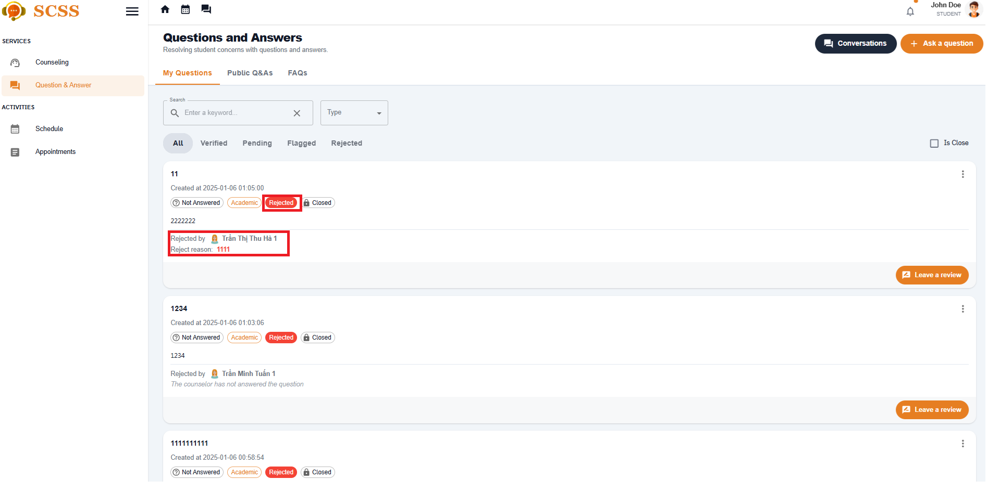 SCSS
John Doe
STUDENT
SERVICES
Counseling
Question & Answer
ACTIVITIES
Schedule
Appointments
Questions and Answers
Resolving student concerns with questions and answers.
Conversations
Ask a question
My Questions Public Q&As FAQs
Search
Enter a keyword...
Type
All Verified Pending Flagged Rejected
Is Close
11
Created at 2025-01-06 01:05:00
Not Answered Academic Rejected Closed
2222222
Rejected by Trần Thị Thu Hà 1
Reject reason: 1111
Leave a review
1234
Created at 2025-01-06 01:03:06
Not Answered Academic Rejected Closed
1234
Rejected by Trần Minh Tuấn 1
The counselor has not answered the question
Leave a review
1111111111
Created at 2025-01-06 00:58:54
Not Answered Academic Rejected Closed